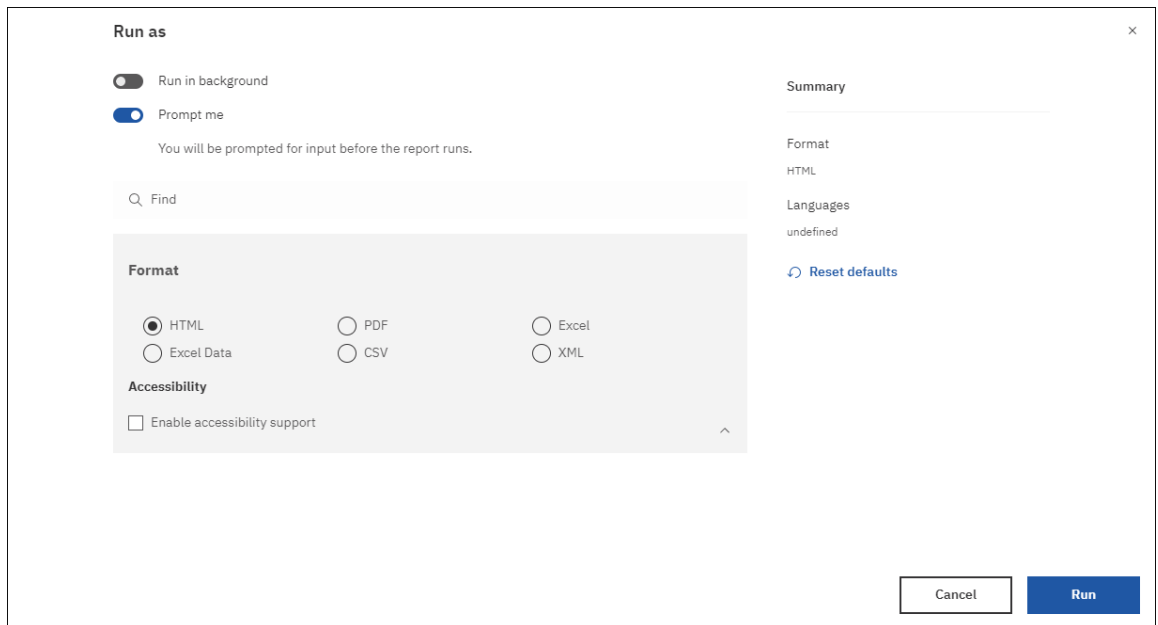 Run as
×
Run in background
Prompt me
You will be prompted for input before the report runs.
Find
Format
HTML
PDF
Excel
Excel Data
CSV
XML
Accessibility
Enable accessibility support
Summary
Format
HTML
Languages
undefined
Reset defaults
Cancel
Run